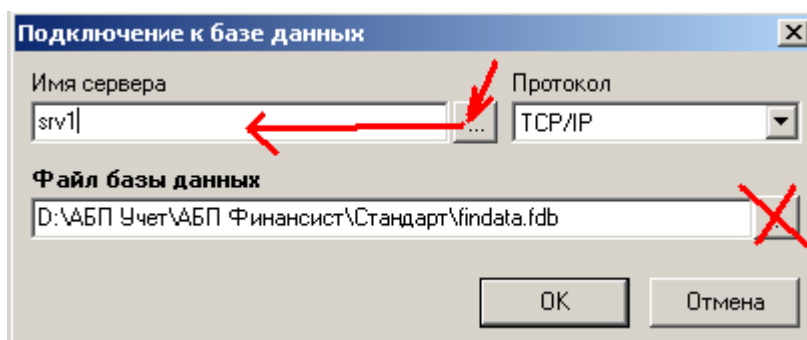 Подключение к базе данных
Имя сервера Протокол
srv1 ... TCP/IP
Файл базы данных
D:\АБП Учет\АБП Финансист\Стандарт\findata.fdb
OK Отмена